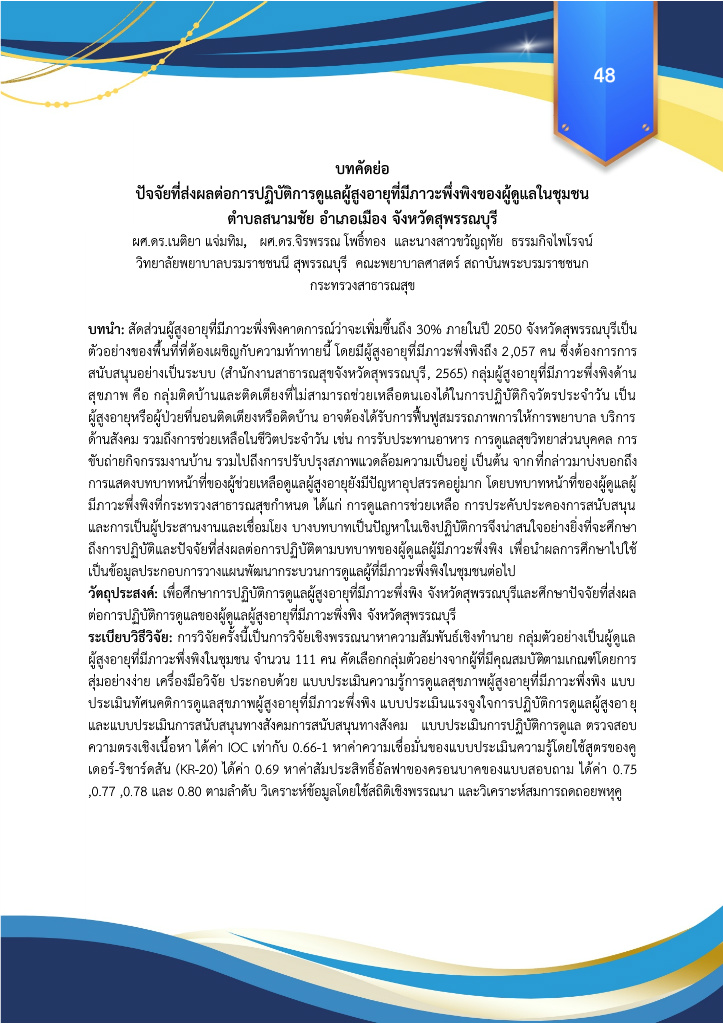 48
บทคัดย่อ
ปัจจัยที่ส่งผลต่อการปฏิบัติการดูแลผู้สูงอายุที่มีภาวะพึ่งพิงของผู้ดูแลในชุมชน
ตำบลสนามชัย อำเภอเมือง จังหวัดสุพรรณบุรี
ผศ.ดร.เนติยา แจ่มทิม, ผศ.ดร.จิรพรรณ โพธิ์ทอง และนางสาวขวัญฤทัย ธรรมกิจไพโรจน์
วิทยาลัยพยาบาลบรมราชชนนี สุพรรณบุรี คณะพยาบาลศาสตร์ สถาบันพระบรมราชชนก
กระทรวงสาธารณสุข
บทนำ: สัดส่วนผู้สูงอายุที่มีภาวะพึ่งพิงคาดการณ์ว่าจะเพิ่มขึ้นถึง 30% ภายในปี 2050 จังหวัดสุพรรณบุรีเป็น
ตัวอย่างของพื้นที่ที่ต้องเผชิญกับความท้าทายนี้ โดยมีผู้สูงอายุที่มีภาวะพึ่งพิงถึง 2,057 คน ซึ่งต้องการการ
สนับสนุนอย่างเป็นระบบ (สำนักงานสาธารณสุขจังหวัดสุพรรณบุรี, 2565) กลุ่มผู้สูงอายุที่มีภาวะพึ่งพิงด้าน
สุขภาพ คือ กลุ่มติดบ้านและติดเตียงที่ไม่สามารถช่วยเหลือตนเองได้ในการปฏิบัติกิจวัตรประจำวัน เป็น
ผู้สูงอายุหรือผู้ป่วยที่นอนติดเตียงหรือติดบ้าน อาจต้องได้รับการฟื้นฟูสมรรถภาพการให้การพยาบาล บริการ
ด้านสังคม รวมถึงการช่วยเหลือในชีวิตประจำวัน เช่น การรับประทานอาหาร การดูแลสุขวิทยาส่วนบุคคล การ
ขับถ่ายกิจกรรมงานบ้าน รวมไปถึงการปรับปรุงสภาพแวดล้อมความเป็นอยู่ เป็นต้น จากที่กล่าวมาบ่งบอกถึง
การแสดงบทบาทหน้าที่ของผู้ช่วยเหลือดูแลผู้สูงอายุยังมีปัญหาอุปสรรคอยู่มาก โดยบทบาทหน้าที่ของผู้ดูแลผู้
มีภาวะพึ่งพิงที่กระทรวงสาธารณสุขกำหนด ได้แก่ การดูแลการช่วยเหลือ การประคับประคองการสนับสนุน
และการเป็นผู้ประสานงานและเชื่อมโยง บางบทบาทเป็นปัญหาในเชิงปฏิบัติการจึงน่าสนใจอย่างยิ่งที่จะศึกษา
ถึงการปฏิบัติและปัจจัยที่ส่งผลต่อการปฏิบัติตามบทบาทของผู้ดูแลผู้มีภาวะพึ่งพิง เพื่อนำผลการศึกษาไปใช้
เป็นข้อมูลประกอบการวางแผนพัฒนากระบวนการดูแลผู้ที่มีภาวะพึ่งพิงในชุมชนต่อไป
วัตถุประสงค์: เพื่อศึกษาการปฏิบัติการดูแลผู้สูงอายุที่มีภาวะพึ่งพิง จังหวัดสุพรรณบุรีและศึกษาปัจจัยที่ส่งผล
ต่อการปฏิบัติการดูแลของผู้ดูแลผู้สูงอายุที่มีภาวะพึ่งพิง จังหวัดสุพรรณบุรี
ระเบียบวิธีวิจัย: การวิจัยครั้งนี้เป็นการวิจัยเชิงพรรณนาหาความสัมพันธ์เชิงทำนาย กลุ่มตัวอย่างเป็นผู้ดูแล
ผู้สูงอายุที่มีภาวะพึ่งพิงในชุมชน จำนวน 111 คน คัดเลือกกลุ่มตัวอย่างจากผู้ที่มีคุณสมบัติตามเกณฑ์โดยการ
สุ่มอย่างง่าย เครื่องมือวิจัย ประกอบด้วย แบบประเมินความรู้การดูแลสุขภาพผู้สูงอายุที่มีภาวะพึ่งพิง แบบ
ประเมินทัศนคติการดูแลสุขภาพผู้สูงอายุที่มีภาวะพึ่งพิง แบบประเมินแรงจูงใจการปฏิบัติการดูแลผู้สูงอายุ
และแบบประเมินการสนับสนุนทางสังคมการสนับสนุนทางสังคม แบบประเมินการปฏิบัติการดูแล ตรวจสอบ
ความตรงเชิงเนื้อหา ได้ค่า IOC เท่ากับ 0.66-1 หาค่าความเชื่อมั่นของแบบประเมินความรู้โดยใช้สูตรของคู
เดอร์-ริชาร์ดสัน (KR-20) ได้ค่า 0.69 หาค่าสัมประสิทธิ์อัลฟาของครอนบาคของแบบสอบถาม ได้ค่า 0.75
,0.77 ,0.78 และ 0.80 ตามลำดับ วิเคราะห์ข้อมูลโดยใช้สถิติเชิงพรรณนา และวิเคราะห์สมการถดถอยพหุคู